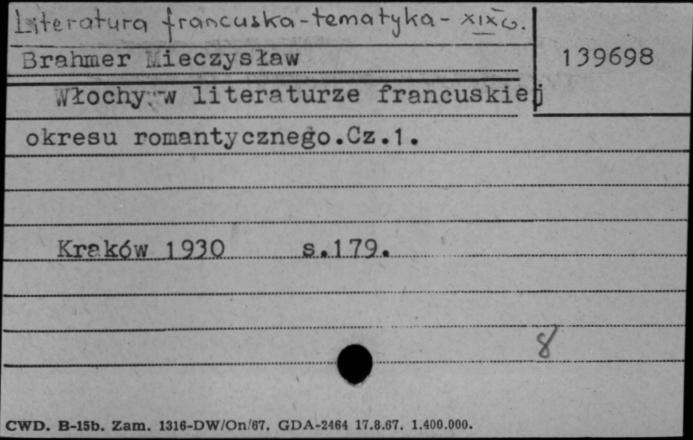 Literatura francuska-tematyka-XIXw.
Brahmer Mieczysław
139698
Włochy w literaturze francuskiej
okresu romantycznego.Cz.1.
Kraków 1930 s.179.
8
CWD. B-15b. Zam. 1316-DW/On/67. GDA-2464 17.8.67. 1.400.000.